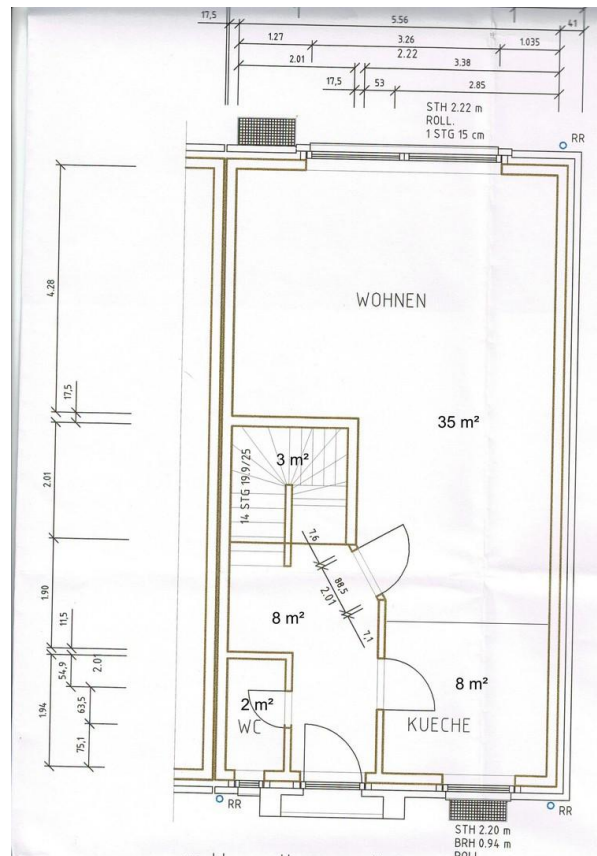 17,5
5.56
41
1.27
3.26
1.035
2.22
2.01
3.38
17,5
53
2.85
STH 2.22 m
ROLL.
1 STG 15 cm
RR
4.28
WOHNEN
17,5
35 m²
3 m²
14 STG 19.9/25
2.01
7,6
88,5
2.01
7,1
1.90
8 m²
11,5
54,9
2.01
8 m²
2 m²
1.94
63,5
WC
KUECHE
75,1
RR
RR
STH 2.20 m
BRH 0.94 m
ROLL